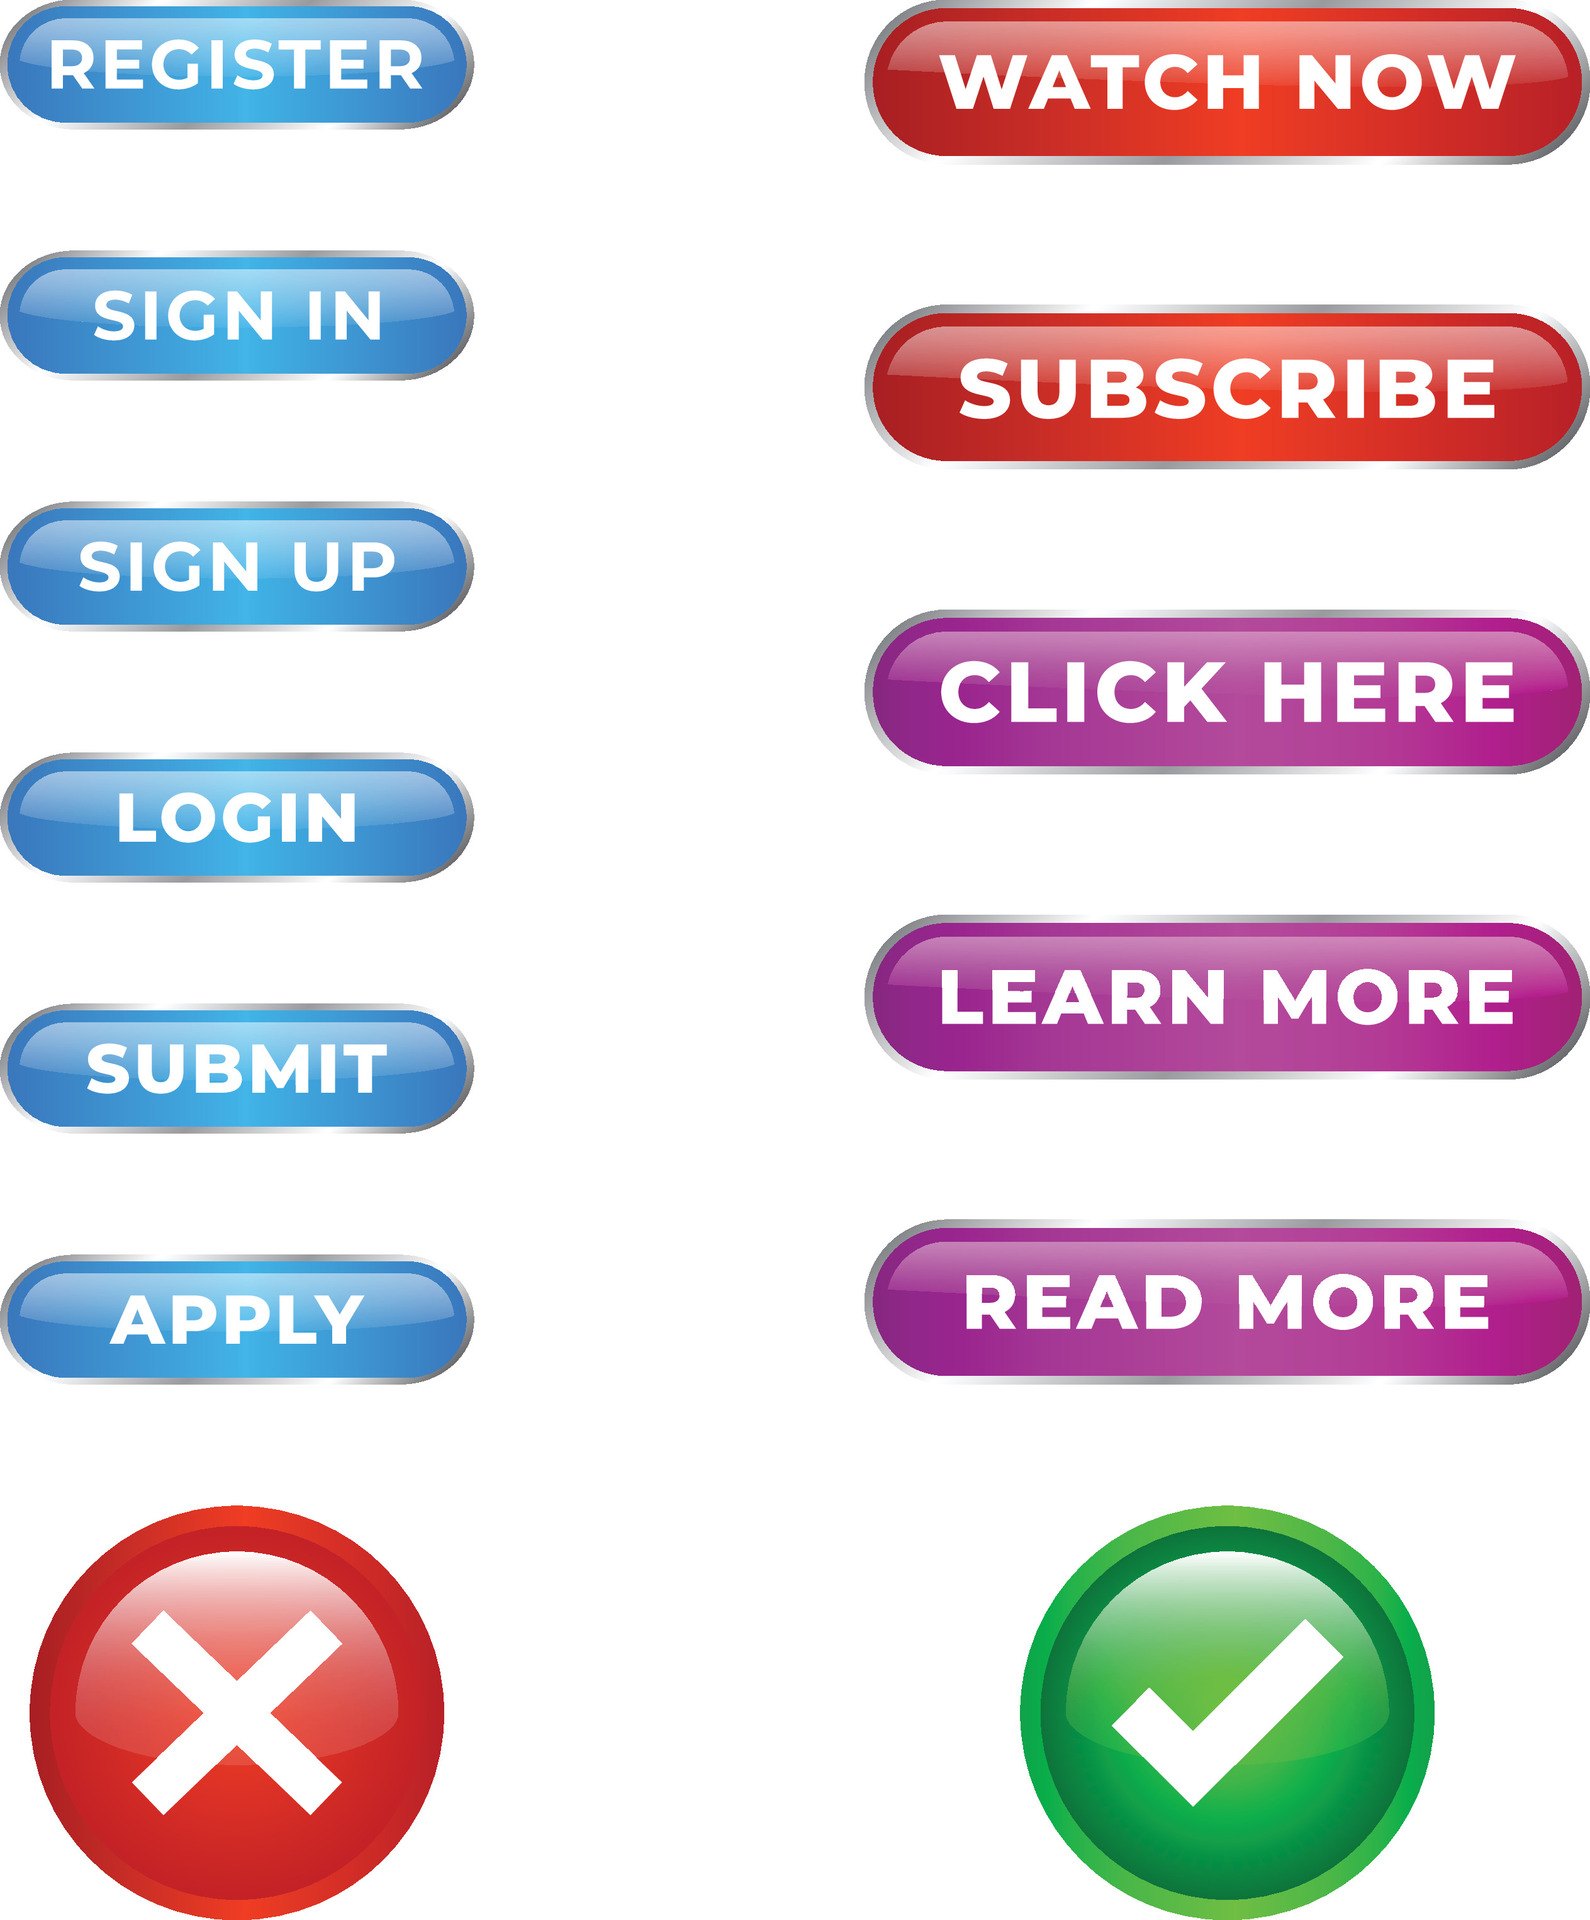 REGISTER
SIGN IN
SIGN UP
LOGIN
SUBMIT
APPLY
WATCH NOW
SUBSCRIBE
CLICK HERE
LEARN MORE
READ MORE